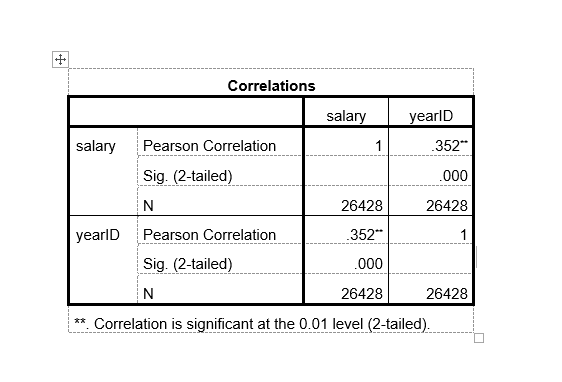 Correlations
salary yearID
salary Pearson Correlation 1 .352**
Sig. (2-tailed) .000
N 26428 26428
yearID Pearson Correlation .352** 1
Sig. (2-tailed) .000
N 26428 26428
**. Correlation is significant at the 0.01 level (2-tailed).